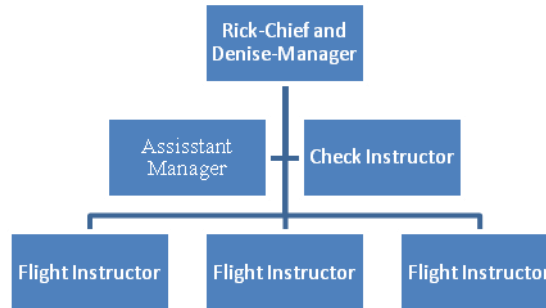 Rick-Chief and
Denise-Manager
Assisstant
Manager
Check Instructor
Flight Instructor
Flight Instructor
Flight Instructor